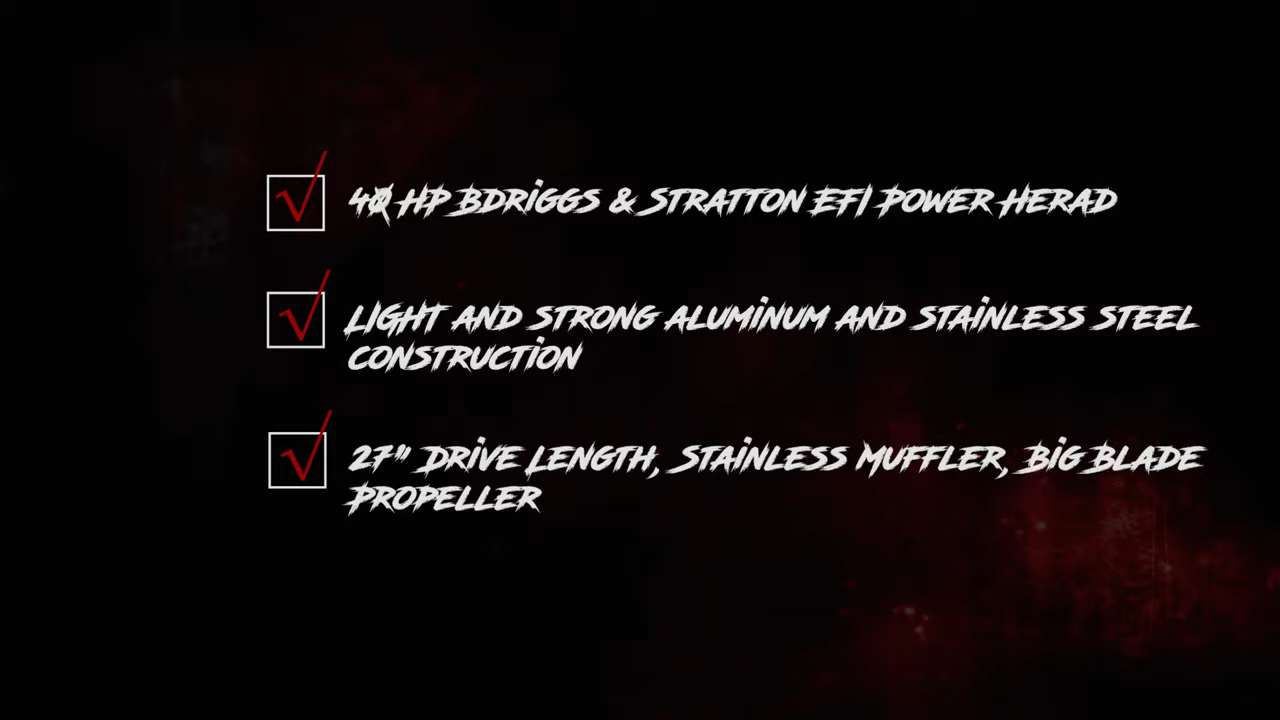 40 HP BDRIGGS & STRATTON EFI POWER HERAD
LIGHT AND STRONG ALUMINUM AND STAINLESS STEEL
CONSTRUCTION
27" DRIVE LENGTH, STAINLESS MUFFLER, BIG BLADE
PROPELLER